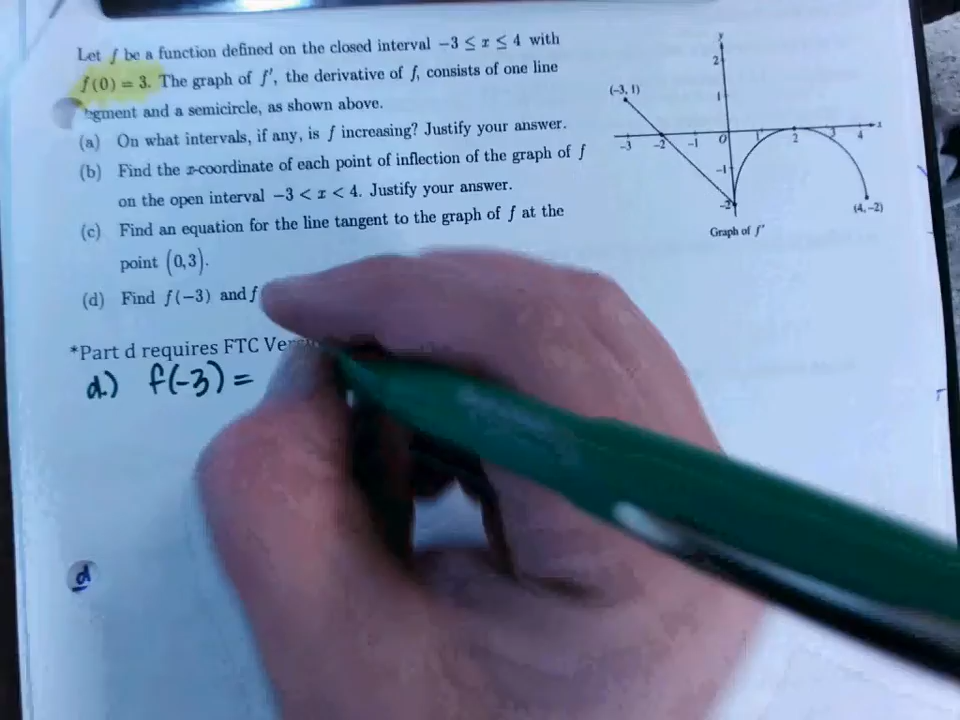 Let f be a function defined on the closed interval −3 ≤ x ≤ 4 with
f(0) = 3. The graph of f′, the derivative of f, consists of one line
egment and a semicircle, as shown above.
(a) On what intervals, if any, is f increasing? Justify your answer.
(b) Find the x-coordinate of each point of inflection of the graph of f
on the open interval −3 < x < 4. Justify your answer.
(c) Find an equation for the line tangent to the graph of f at the
point (0,3).
(d) Find f(−3) and f
*Part d requires FTC
d.) f(-3) =
d
y
2
1
(−3, 1)
−3 −2 −1 O 1 2 3 4 x
−1
−2
(4, −2)
Graph of f′